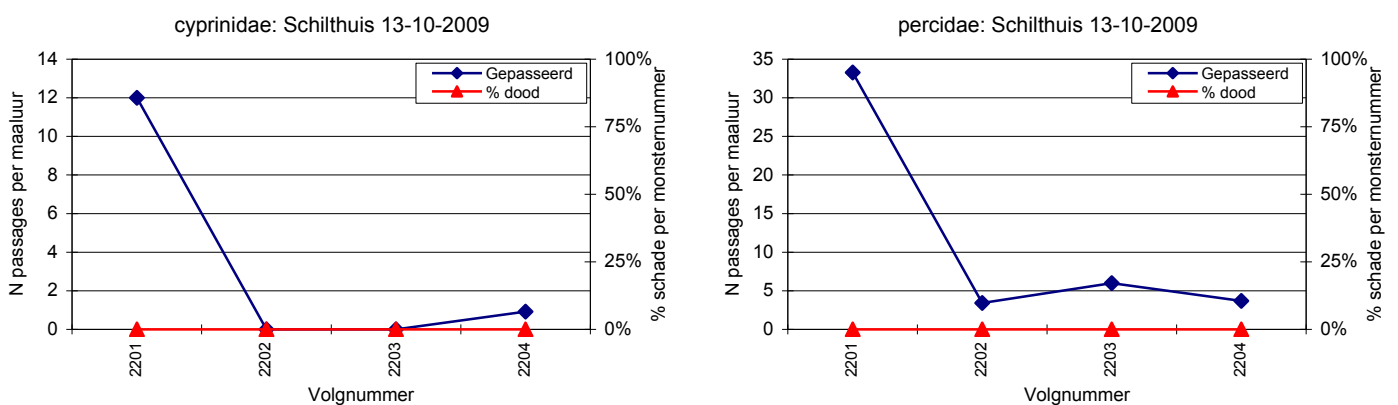 cyprinidae: Schilthuis 13-10-2009
N passages per maaluur
14
12
10
8
6
4
2
0
Gepasseerd
% dood
100%
75%
50%
25%
0%
% schade per monsternummer
2201
2202
2203
2204
Volgnummer
percidae: Schilthuis 13-10-2009
N passages per maaluur
35
30
25
20
15
10
5
0
Gepasseerd
% dood
100%
75%
50%
25%
0%
% schade per monsternummer
2201
2202
2203
2204
Volgnummer